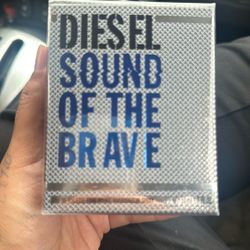 DIESEL
SOUND
OF THE
BRAVE